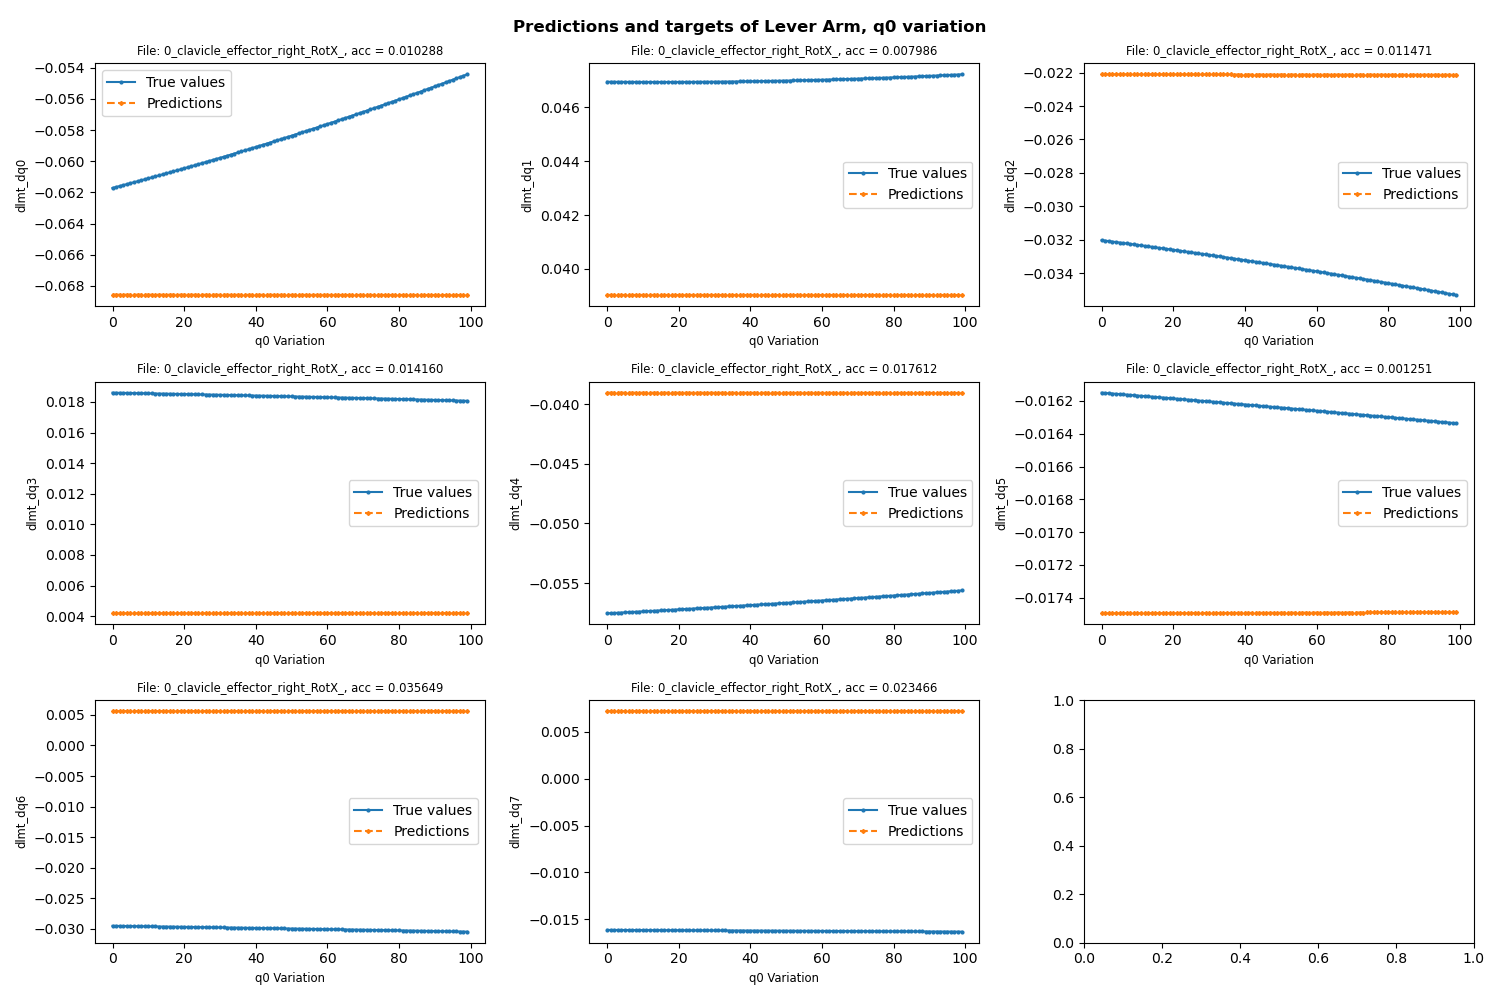 Predictions and targets of Lever Arm, q0 variation
File: 0_clavicle_effector_right_RotX_, acc = 0.010288
−0.054
−0.056
−0.058
−0.060
−0.062
−0.064
−0.066
−0.068
dlmt_dq0
True values
Predictions
0 20 40 60 80 100
q0 Variation
File: 0_clavicle_effector_right_RotX_, acc = 0.007986
0.046
0.044
0.042
0.040
dlmt_dq1
True values
Predictions
0 20 40 60 80 100
q0 Variation
File: 0_clavicle_effector_right_RotX_, acc = 0.011471
−0.022
−0.024
−0.026
−0.028
−0.030
−0.032
−0.034
dlmt_dq2
True values
Predictions
0 20 40 60 80 100
q0 Variation
File: 0_clavicle_effector_right_RotX_, acc = 0.014160
0.018
0.016
0.014
0.012
0.010
0.008
0.006
0.004
dlmt_dq3
True values
Predictions
0 20 40 60 80 100
q0 Variation
File: 0_clavicle_effector_right_RotX_, acc = 0.017612
−0.040
−0.045
−0.050
−0.055
dlmt_dq4
True values
Predictions
0 20 40 60 80 100
q0 Variation
File: 0_clavicle_effector_right_RotX_, acc = 0.001251
−0.0162
−0.0164
−0.0166
−0.0168
−0.0170
−0.0172
−0.0174
dlmt_dq5
True values
Predictions
0 20 40 60 80 100
q0 Variation
File: 0_clavicle_effector_right_RotX_, acc = 0.035649
0.005
0.000
−0.005
−0.010
−0.015
−0.020
−0.025
−0.030
dlmt_dq6
True values
Predictions
0 20 40 60 80 100
q0 Variation
File: 0_clavicle_effector_right_RotX_, acc = 0.023466
0.005
0.000
−0.005
−0.010
−0.015
dlmt_dq7
True values
Predictions
0 20 40 60 80 100
q0 Variation
1.0
0.8
0.6
0.4
0.2
0.0
0.0 0.2 0.4 0.6 0.8 1.0